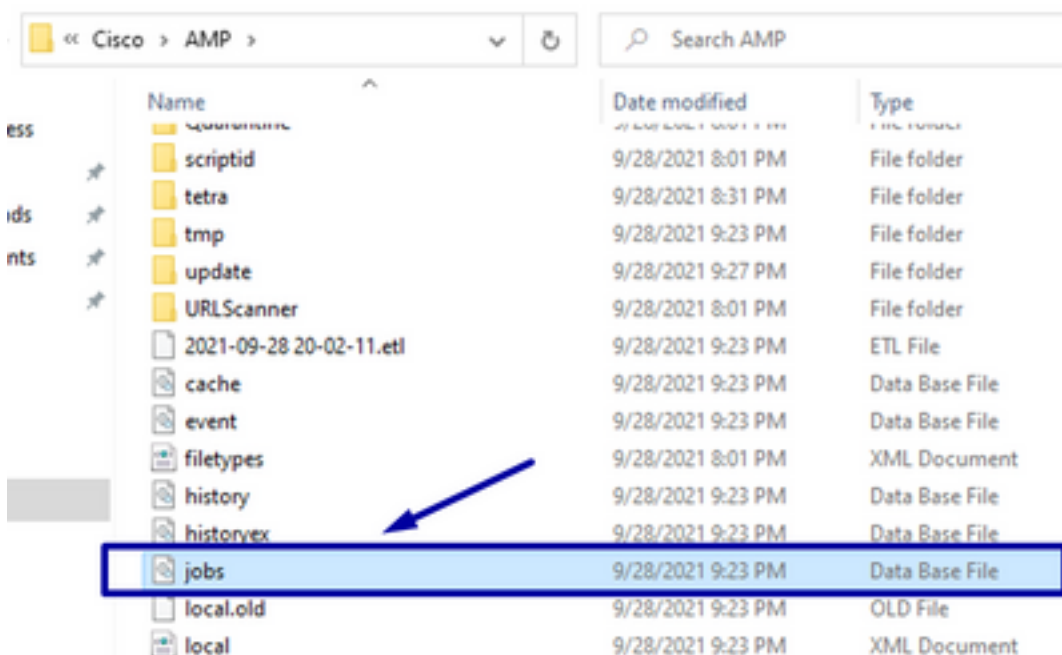 « Cisco > AMP > Search AMP
Name Date modified Type
ess
Quarantine
scriptid 9/28/2021 8:01 PM File folder
tetra 9/28/2021 8:31 PM File folder
ds
tmp 9/28/2021 9:23 PM File folder
nts
update 9/28/2021 9:27 PM File folder
URLScanner 9/28/2021 8:01 PM File folder
2021-09-28 20-02-11.etl 9/28/2021 9:23 PM ETL File
cache 9/28/2021 9:23 PM Data Base File
event 9/28/2021 9:23 PM Data Base File
filetypes 9/28/2021 8:01 PM XML Document
history 9/28/2021 9:23 PM Data Base File
historyex 9/28/2021 9:23 PM Data Base File
jobs 9/28/2021 9:23 PM Data Base File
local.old 9/28/2021 9:23 PM OLD File
local 9/28/2021 9:23 PM XML Document